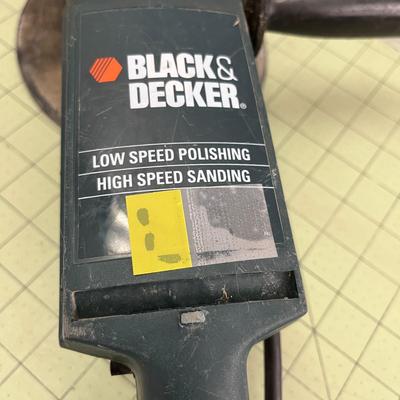 BLACK&
DECKER®
LOW SPEED POLISHING
HIGH SPEED SANDING